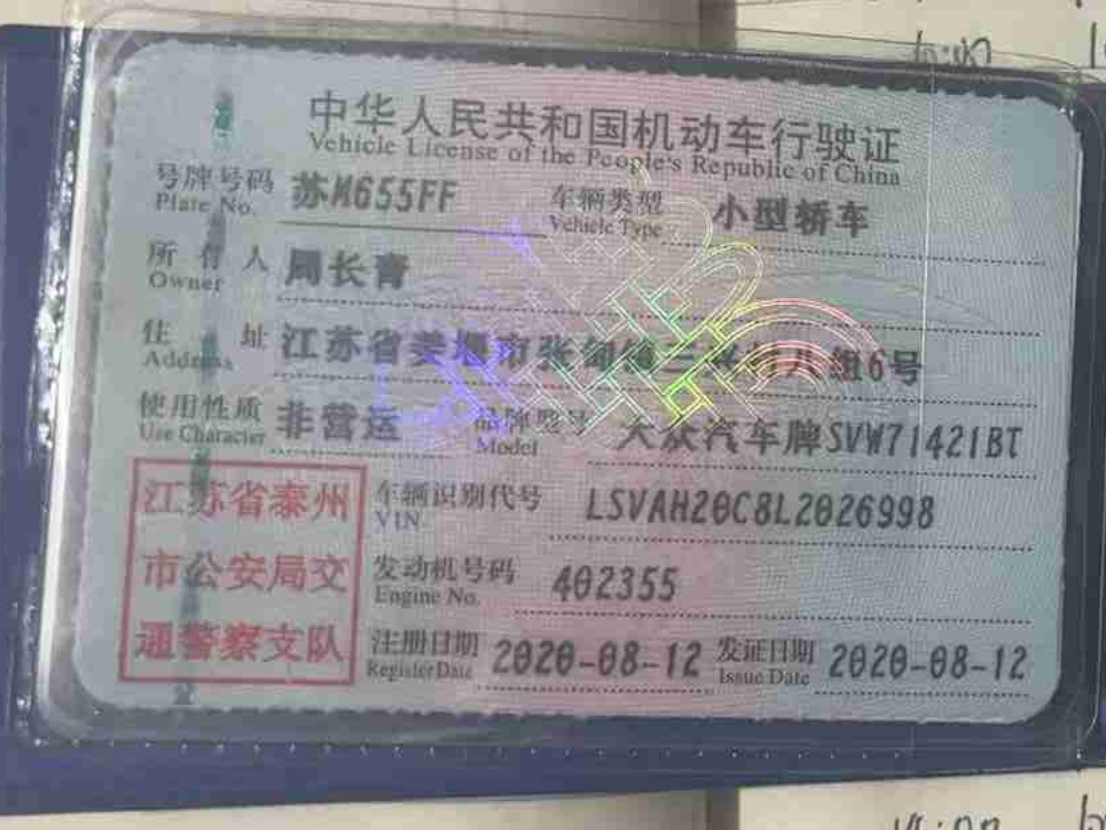 中华人民共和国机动车行驶证
Vehicle License of the People's Republic of China
号牌号码 苏M655FF 车辆类型 小型轿车
Plate No. Vehicle Type
所有人 周长青
Owner
住址 江苏省姜堰市张甸镇三 组6号
Address
使用性质 非营运 品牌型号 大众汽车牌SVW71421BT
Use Character Model
江苏省泰州
市公安局交
通警察支队
车辆识别代号 LSVAH20C8L2026998
VIN
发动机号码 402355
Engine No.
注册日期 2020-08-12 发证日期 2020-08-12
Register Date Issue Date